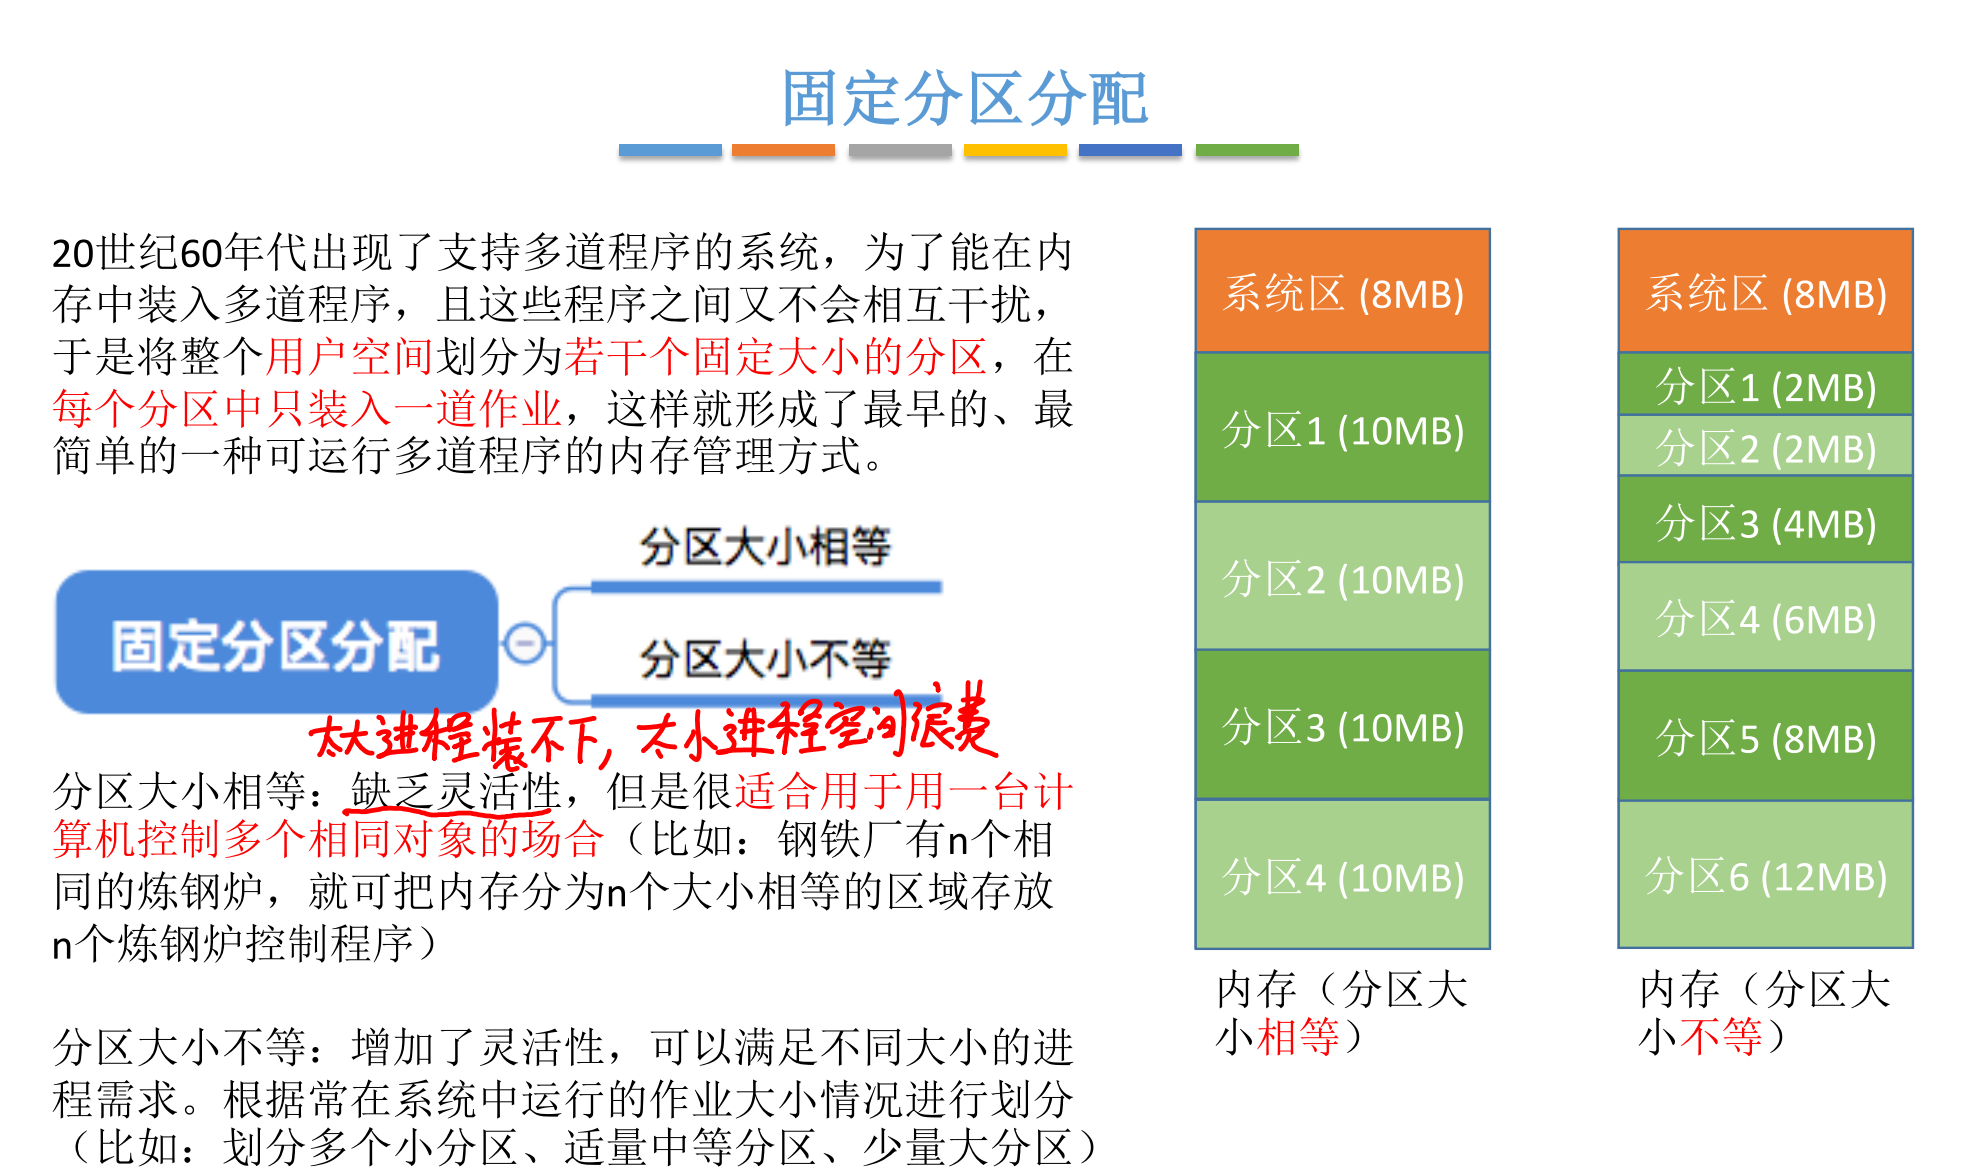 固定分区分配
20世纪60年代出现了支持多道程序的系统，为了能在内
存中装入多道程序，且这些程序之间又不会相互干扰，
于是将整个用户空间划分为若干个固定大小的分区，在
每个分区中只装入一道作业，这样就形成了最早的、最
简单的一种可运行多道程序的内存管理方式。
分区大小相等
固定分区分配
分区大小不等
太大进程装不下，太小进程空间浪费
分区大小相等：缺乏灵活性，但是很适合用于用一台计
算机控制多个相同对象的场合（比如：钢铁厂有n个相
同的炼钢炉，就可把内存分为n个大小相等的区域存放
n个炼钢炉控制程序）
分区大小不等：增加了灵活性，可以满足不同大小的进
程需求。根据常在系统中运行的作业大小情况进行划分
（比如：划分多个小分区、适量中等分区、少量大分区）
系统区 (8MB)
分区1 (10MB)
分区2 (10MB)
分区3 (10MB)
分区4 (10MB)
内存（分区大
小相等）
系统区 (8MB)
分区1 (2MB)
分区2 (2MB)
分区3 (4MB)
分区4 (6MB)
分区5 (8MB)
分区6 (12MB)
内存（分区大
小不等）